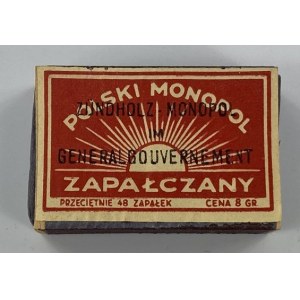 POLSKI MONOPOL
ZÜNDHOLZ-MONOPOL
IM
GENERALGOUVERNEMENT
ZAPAŁCZANY
PRZECIĘTNIE 48 ZAPAŁEK CENA 8 GR.